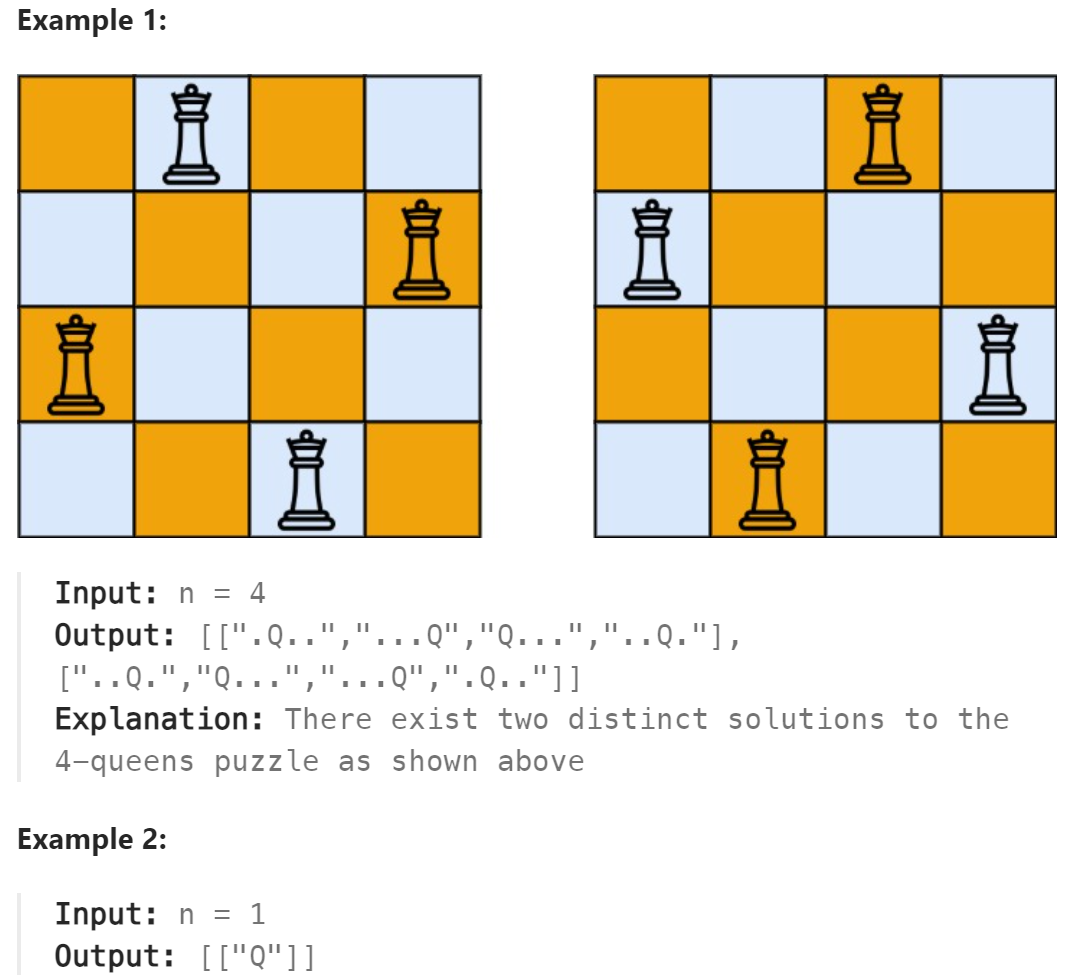 Example 1:
Input: n = 4
Output: [[".Q..","...Q","Q...","..Q."],
["..Q.","Q...","...Q",".Q.."]]
Explanation: There exist two distinct solutions to the
4-queens puzzle as shown above
Example 2:
Input: n = 1
Output: [["Q"]]